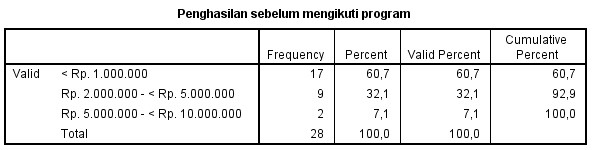 Penghasilan sebelum mengikuti program
Frequency Percent Valid Percent Cumulative Percent
Valid < Rp. 1.000.000 17 60,7 60,7 60,7
Rp. 2.000.000 - < Rp. 5.000.000 9 32,1 32,1 92,9
Rp. 5.000.000 - < Rp. 10.000.000 2 7,1 7,1 100,0
Total 28 100,0 100,0